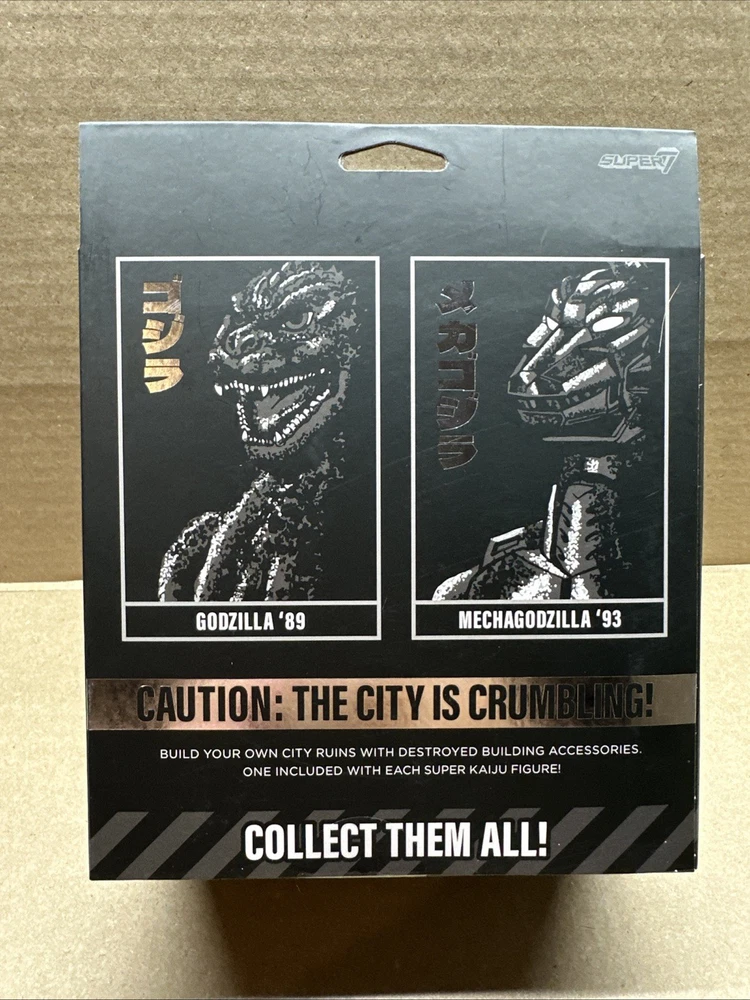 SUPER7
ゴジラ
メカゴジラ
GODZILLA ‘89
MECHAGODZILLA ‘93
CAUTION: THE CITY IS CRUMBLING!
BUILD YOUR OWN CITY RUINS WITH DESTROYED BUILDING ACCESSORIES.
ONE INCLUDED WITH EACH SUPER KAIJU FIGURE!
COLLECT THEM ALL!